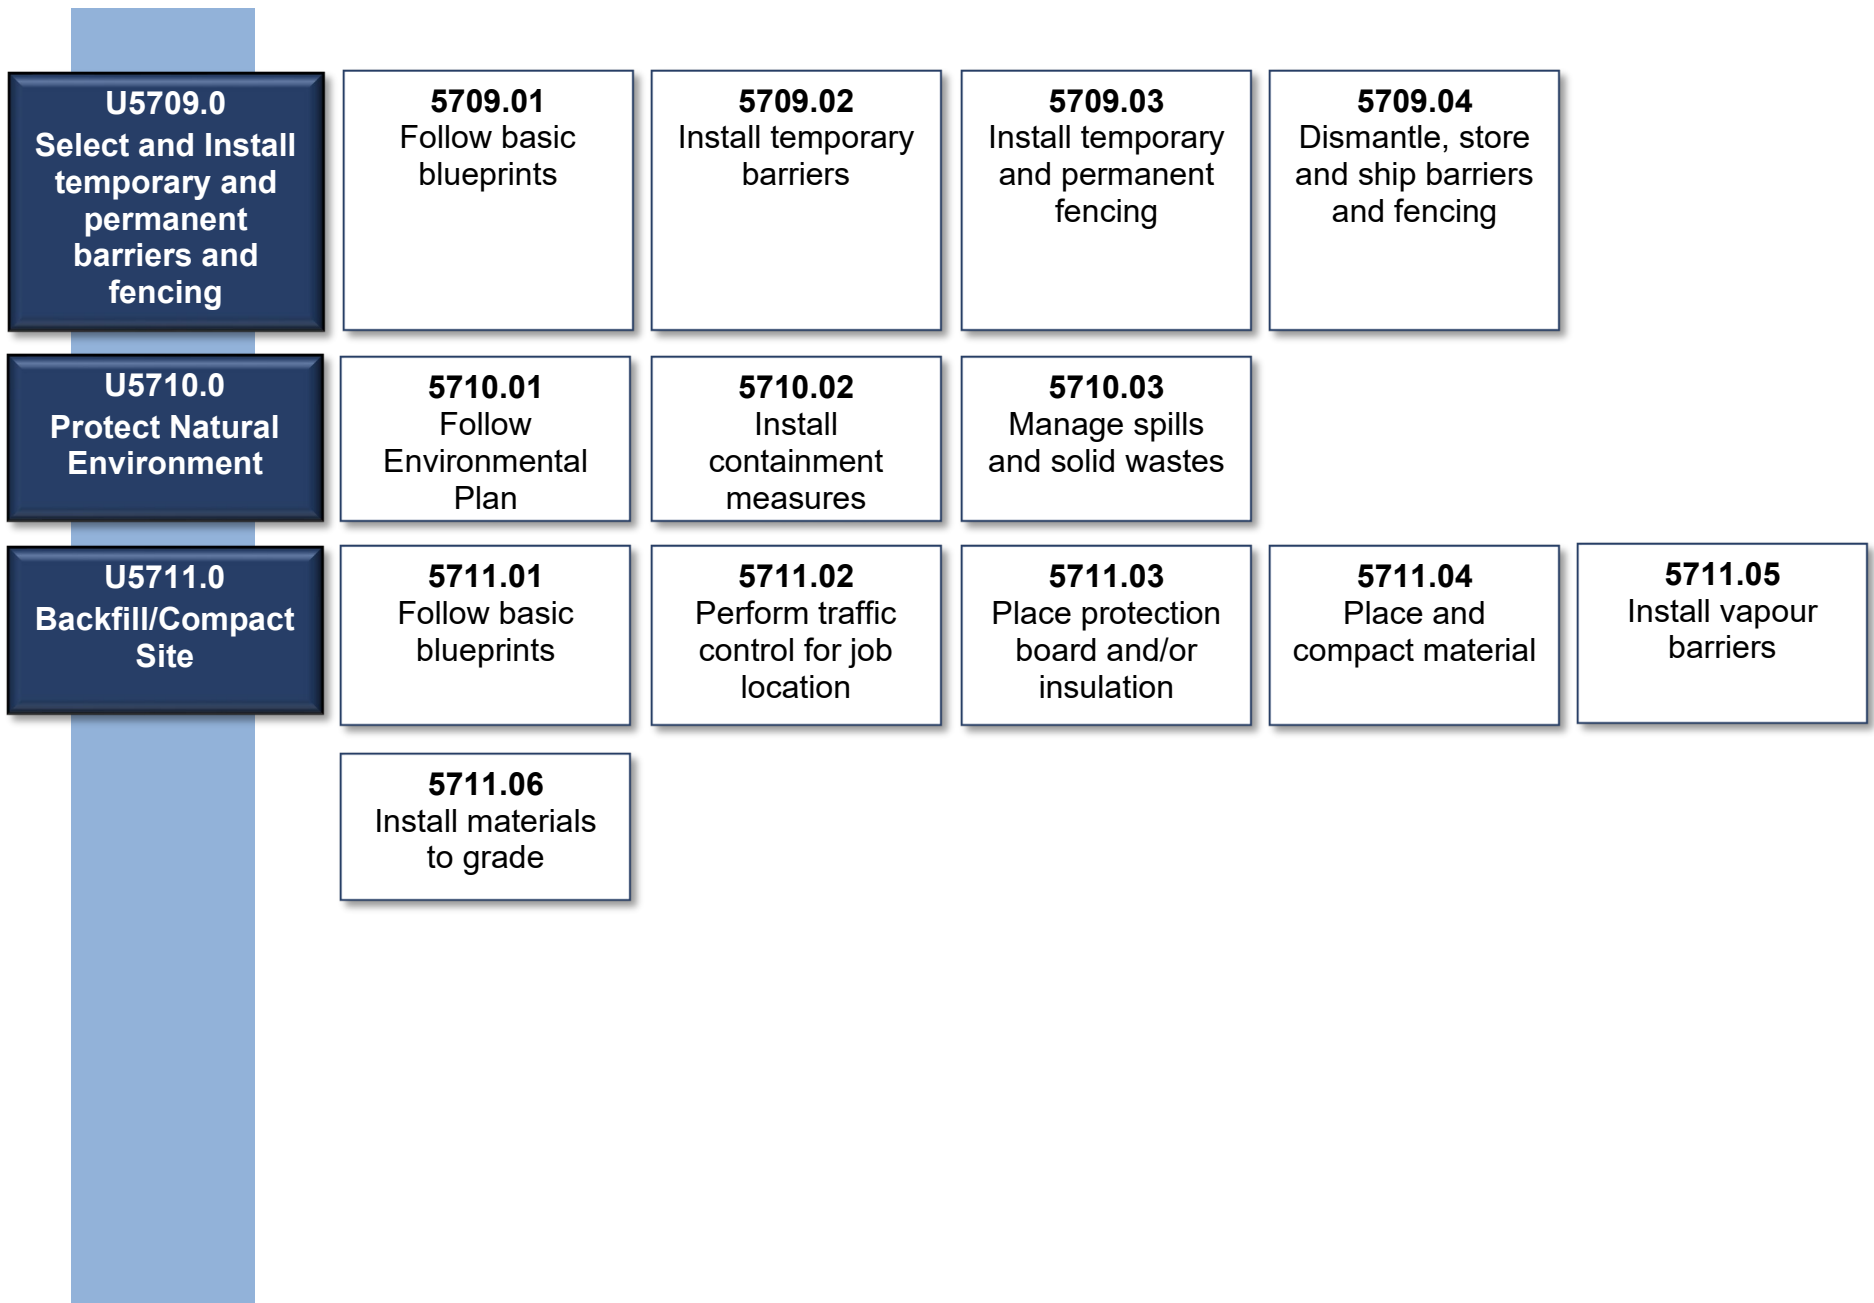 U5709.0
Select and Install
temporary and
permanent
barriers and
fencing
5709.01
Follow basic
blueprints
5709.02
Install temporary
barriers
5709.03
Install temporary
and permanent
fencing
5709.04
Dismantle, store
and ship barriers
and fencing
U5710.0
Protect Natural
Environment
5710.01
Follow
Environmental
Plan
5710.02
Install
containment
measures
5710.03
Manage spills
and solid wastes
U5711.0
Backfill/Compact
Site
5711.01
Follow basic
blueprints
5711.02
Perform traffic
control for job
location
5711.03
Place protection
board and/or
insulation
5711.04
Place and
compact material
5711.05
Install vapour
barriers
5711.06
Install materials
to grade